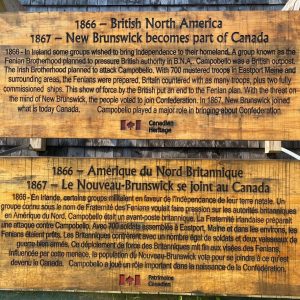 1866 – British North America
1867 – New Brunswick becomes part of Canada
1866 - In Ireland some groups wished to bring independence to their homeland. A group known as the
Fenian Brotherhood planned to pressure British Authority in B.N.A.. Campobello was a British outpost.
The Irish Brotherhood planned to attack Campobello. With 700 mustered troops in Eastport Maine and
surrounding areas, the Fenians were prepared. Britain countered with as many troops, plus two fully
commissioned ships. This show of force by the British put an end to the Fenian plan. With the threat on
the mind of New Brunswick, the people voted to join Confederation. In 1867, New Brunswick joined
what is today Canada. Campobello played a major role in bringing about Confederation
Canadian
Heritage
1866 – Amérique du Nord Britannique
1867 – Le Nouveau-Brunswick se joint au Canada
1866 - En Irlande, certains groupes militaient en faveur de l'indépendance de leur terre natale. Un
groupe connu sous le nom de Fenians voulait faire pression sur les autorités britanniques
en Amérique du Nord. Campobello était un avant-poste britannique. La Fraternité irlandaise préparait
une attaque contre Campobello. Avec 700 soldats assemblés à Eastport, Maine et dans les environs, les
Fenians étaient prêts. Les Britanniques contrèrent avec un nombre égal de soldats et deux vaisseaux de
guerre bien armés. Ce déploiement de force des Britanniques mit fin aux visées des Fenians.
Influencée par cette menace, la population du Nouveau-Brunswick vota pour se joindre à ce qu'est
devenu le Canada. Campobello a joué un rôle important dans la naissance de la Confédération.
Patrimoine
Canadien